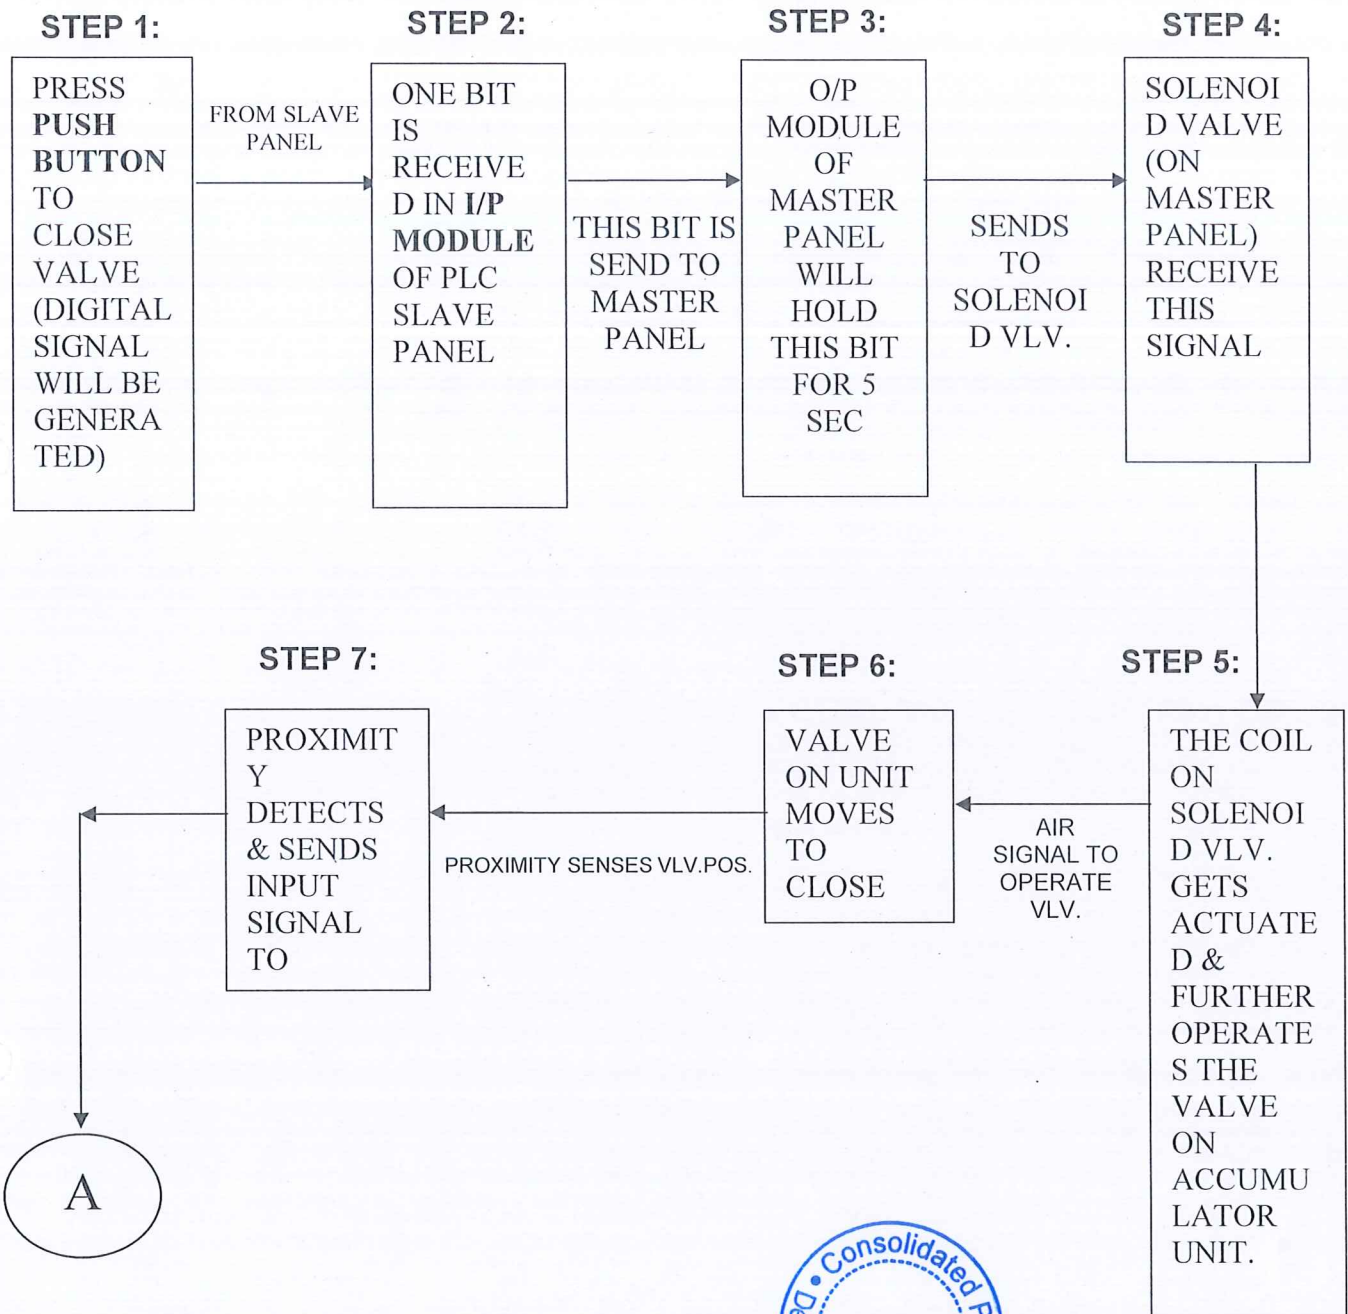 STEP 1:
PRESS
PUSH
BUTTON
TO
CLOSE
VALVE
(DIGITAL
SIGNAL
WILL BE
GENERA
TED)
FROM SLAVE
PANEL
STEP 2:
ONE BIT
IS
RECEIVE
D IN I/P
MODULE
OF PLC
SLAVE
PANEL
THIS BIT IS
SEND TO
MASTER
PANEL
STEP 3:
O/P
MODULE
OF
MASTER
PANEL
WILL
HOLD
THIS BIT
FOR 5
SEC
SENDS
TO
SOLENOI
D VLV.
STEP 4:
SOLENOI
D VALVE
(ON
MASTER
PANEL)
RECEIVE
THIS
SIGNAL
STEP 5:
THE COIL
ON
SOLENOI
D VLV.
GETS
ACTUATE
D &
FURTHER
OPERATE
S THE
VALVE
ON
ACCUMU
LATOR
UNIT.
AIR
SIGNAL TO
OPERATE
VLV.
STEP 6:
VALVE
ON UNIT
MOVES
TO
CLOSE
PROXIMITY SENSES VLV.POS.
STEP 7:
PROXIMIT
Y
DETECTS
& SENDS
INPUT
SIGNAL
TO
A
Consolidated